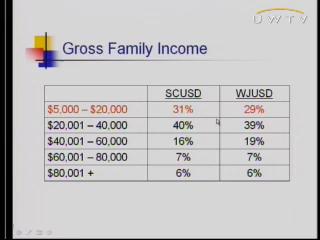 UWTV
Gross Family Income
SCUSD WJUSD
$5,000 – $20,000 31% 29%
$20,001 – 40,000 40% 39%
$40,001 – 60,000 16% 19%
$60,001 – 80,000 7% 7%
$80,001 + 6% 6%